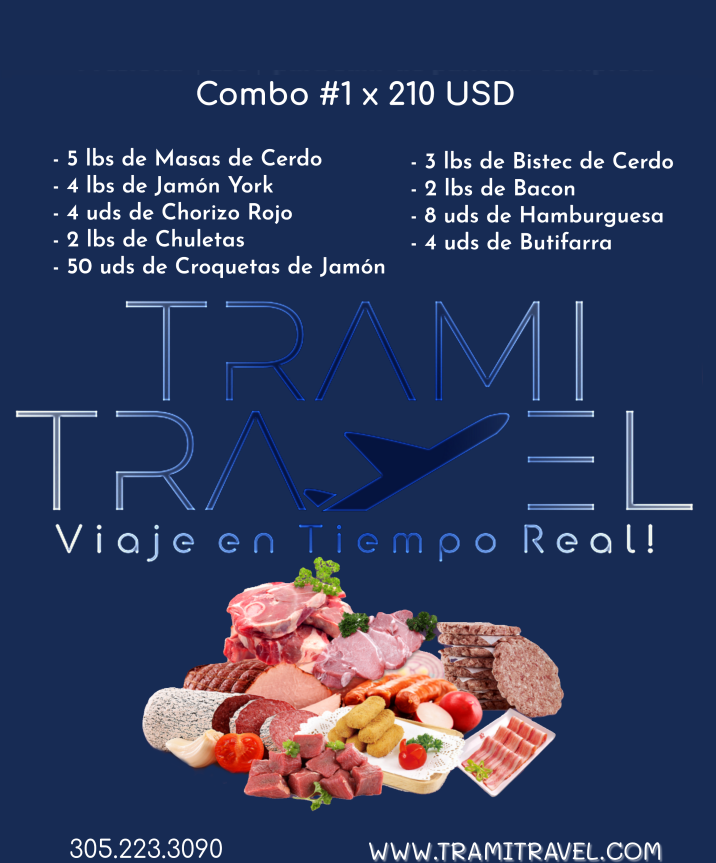 Combo #1 x 210 USD
- 5 lbs de Masas de Cerdo
- 4 lbs de Jamón York
- 4 uds de Chorizo Rojo
- 2 lbs de Chuletas
- 50 uds de Croquetas de Jamón
- 3 lbs de Bistec de Cerdo
- 2 lbs de Bacon
- 8 uds de Hamburguesa
- 4 uds de Butifarra
TRAMI
TRAVEL
Viaje en Tiempo Real!
305.223.3090
WWW.TRAMITRAVEL.COM